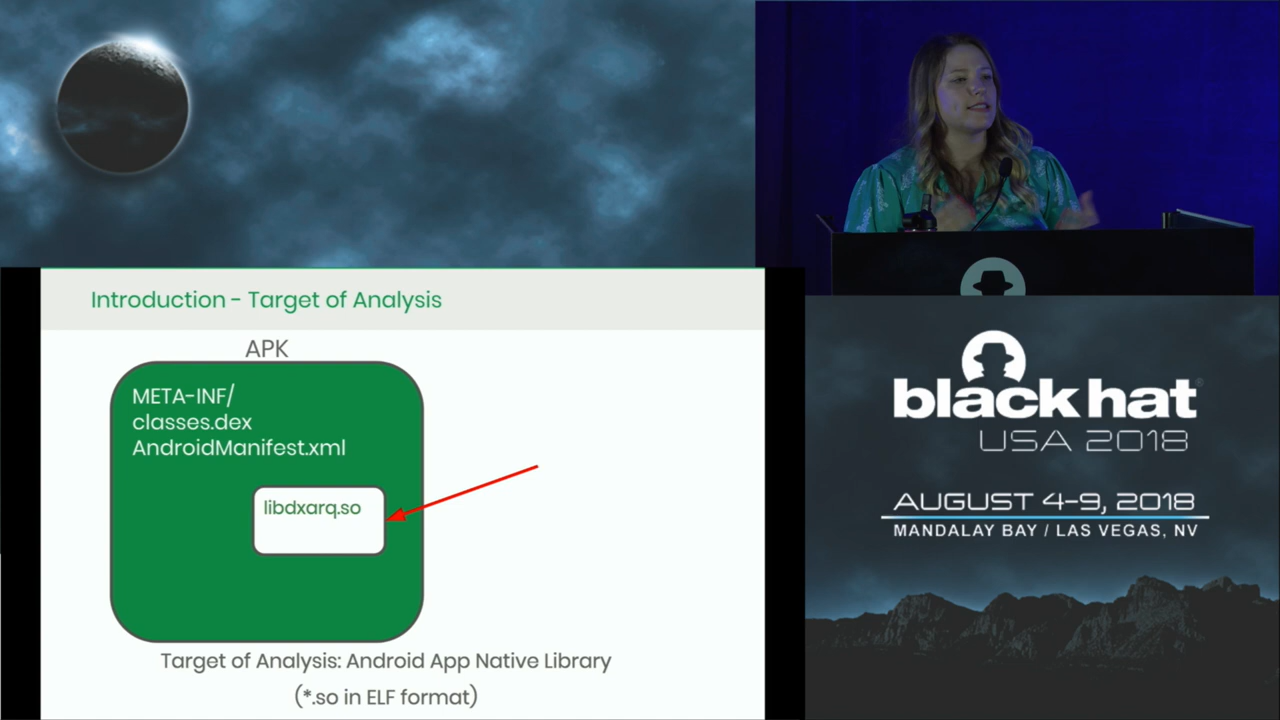 Introduction - Target of Analysis
APK
META-INF/
classes.dex
AndroidManifest.xml
libdxarq.so
Target of Analysis: Android App Native Library
(*.so in ELF format)
black hat
USA 2018
AUGUST 4-9, 2018
MANDALAY BAY / LAS VEGAS, NV